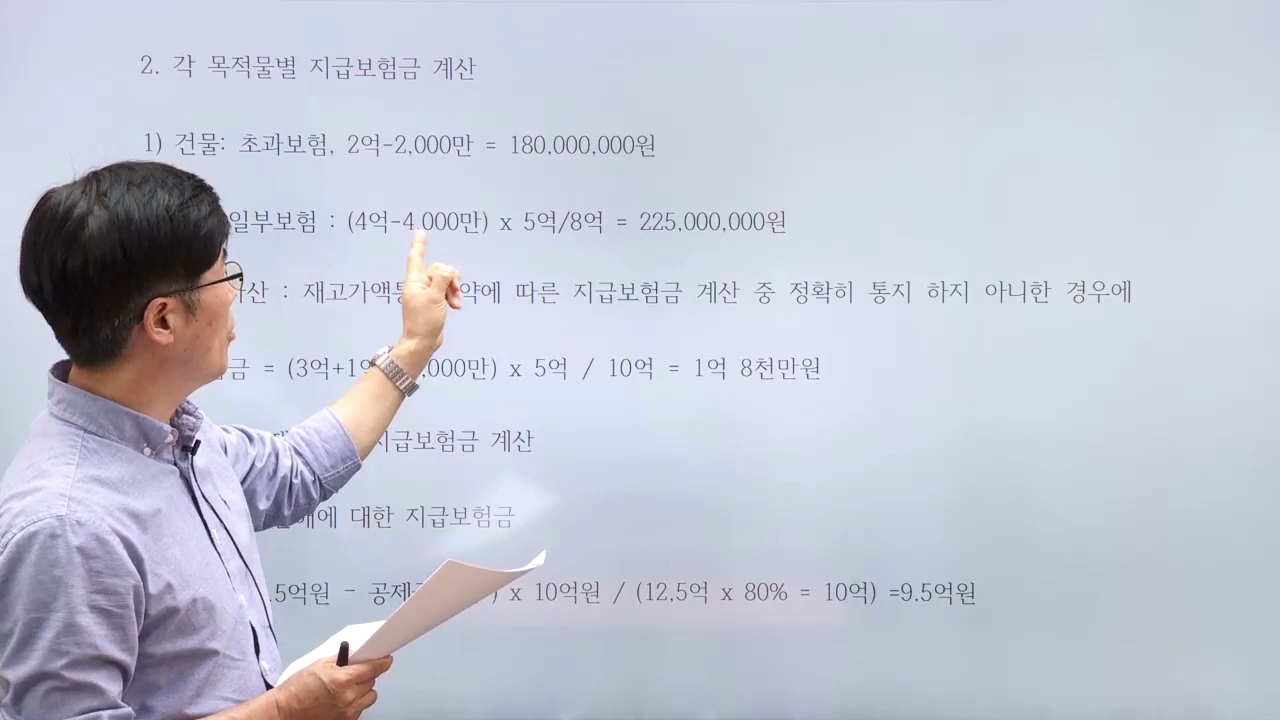 2. 각 목적물별 지급보험금 계산
1) 건물: 초과보험, 2억-2,000만 = 180,000,000원
일부보험 : (4억-4,000만) x 5억/8억 = 225,000,000원
: 재고가액 에 따른 지급보험금 계산 중 정확히 통지 하지 아니한 경우에
= (3억+1 ,000만) x 5억 / 10억 = 1억 8천만원
지급보험금 계산
대한 지급보험금
.5억원 - ) x 10억원 / (12,5억 x 80% = 10억) =9.5억원